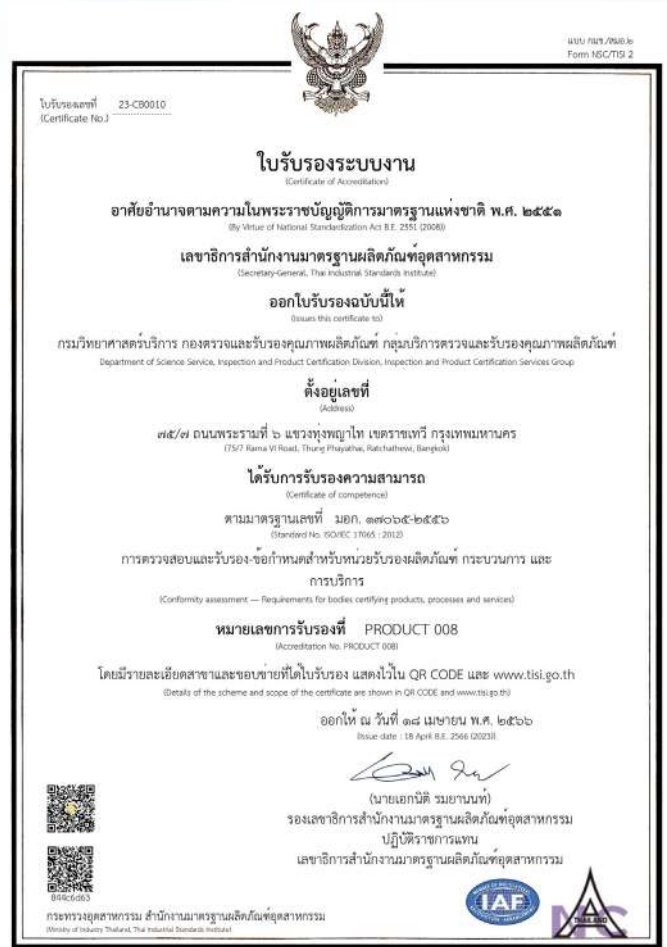 แบบ กมช./สมอ.๒
Form NSC/TISI 2
ใบรับรองเลขที่ 23-CB0010
(Certificate No.)
ใบรับรองระบบงาน
(Certificate of Accreditation)
อาศัยอำนาจตามความในพระราชบัญญัติการมาตรฐานแห่งชาติ พ.ศ. ๒๕๕๑
(By Virtue of National Standardization Act B.E. 2551 (2008))
เลขาธิการสำนักงานมาตรฐานผลิตภัณฑ์อุตสาหกรรม
(Secretary-General, Thai Industrial Standards Institute)
ออกใบรับรองฉบับนี้ให้
(Issues this certificate to)
กรมวิทยาศาสตร์บริการ กองตรวจและรับรองคุณภาพผลิตภัณฑ์ กลุ่มบริการตรวจและรับรองคุณภาพผลิตภัณฑ์
Department of Science Service, Inspection and Product Certification Division, Inspection and Product Certification Services Group
ตั้งอยู่เลขที่
(Address)
๗๕/๗ ถนนพระรามที่ ๖ แขวงทุ่งพญาไท เขตราชเทวี กรุงเทพมหานคร
(75/7 Rama VI Road, Thung Phayathai, Ratchathewi, Bangkok)
ได้รับการรับรองความสามารถ
(Certificate of competence)
ตามมาตรฐานเลขที่ มอก. ๑๗๐๖๕-๒๕๕๖
(Standard No. ISO/IEC 17065 : 2012)
การตรวจสอบและรับรอง-ข้อกำหนดสำหรับหน่วยรับรองผลิตภัณฑ์ กระบวนการ และ
การบริการ
(Conformity assessment — Requirements for bodies certifying products, processes and services)
หมายเลขการรับรองที่ PRODUCT 008
(Accreditation No. PRODUCT 008)
โดยมีรายละเอียดสาขาและขอบข่ายที่ได้ใบรับรอง แสดงไว้ใน QR CODE และ www.tisi.go.th
(Details of the scheme and scope of the certificate are shown in QR CODE and www.tisi.go.th)
ออกให้ ณ วันที่ ๑๘ เมษายน พ.ศ. ๒๕๖๖
(Issue date : 18 April B.E. 2566 (2023))
(นายเอกนิติ รมยานนท์)
รองเลขาธิการสำนักงานมาตรฐานผลิตภัณฑ์อุตสาหกรรม
ปฏิบัติราชการแทน
เลขาธิการสำนักงานมาตรฐานผลิตภัณฑ์อุตสาหกรรม
844c6d63
กระทรวงอุตสาหกรรม สำนักงานมาตรฐานผลิตภัณฑ์อุตสาหกรรม
(Ministry of Industry Thailand, Thai Industrial Standards Institute)
IAF
NSC
THAILAND